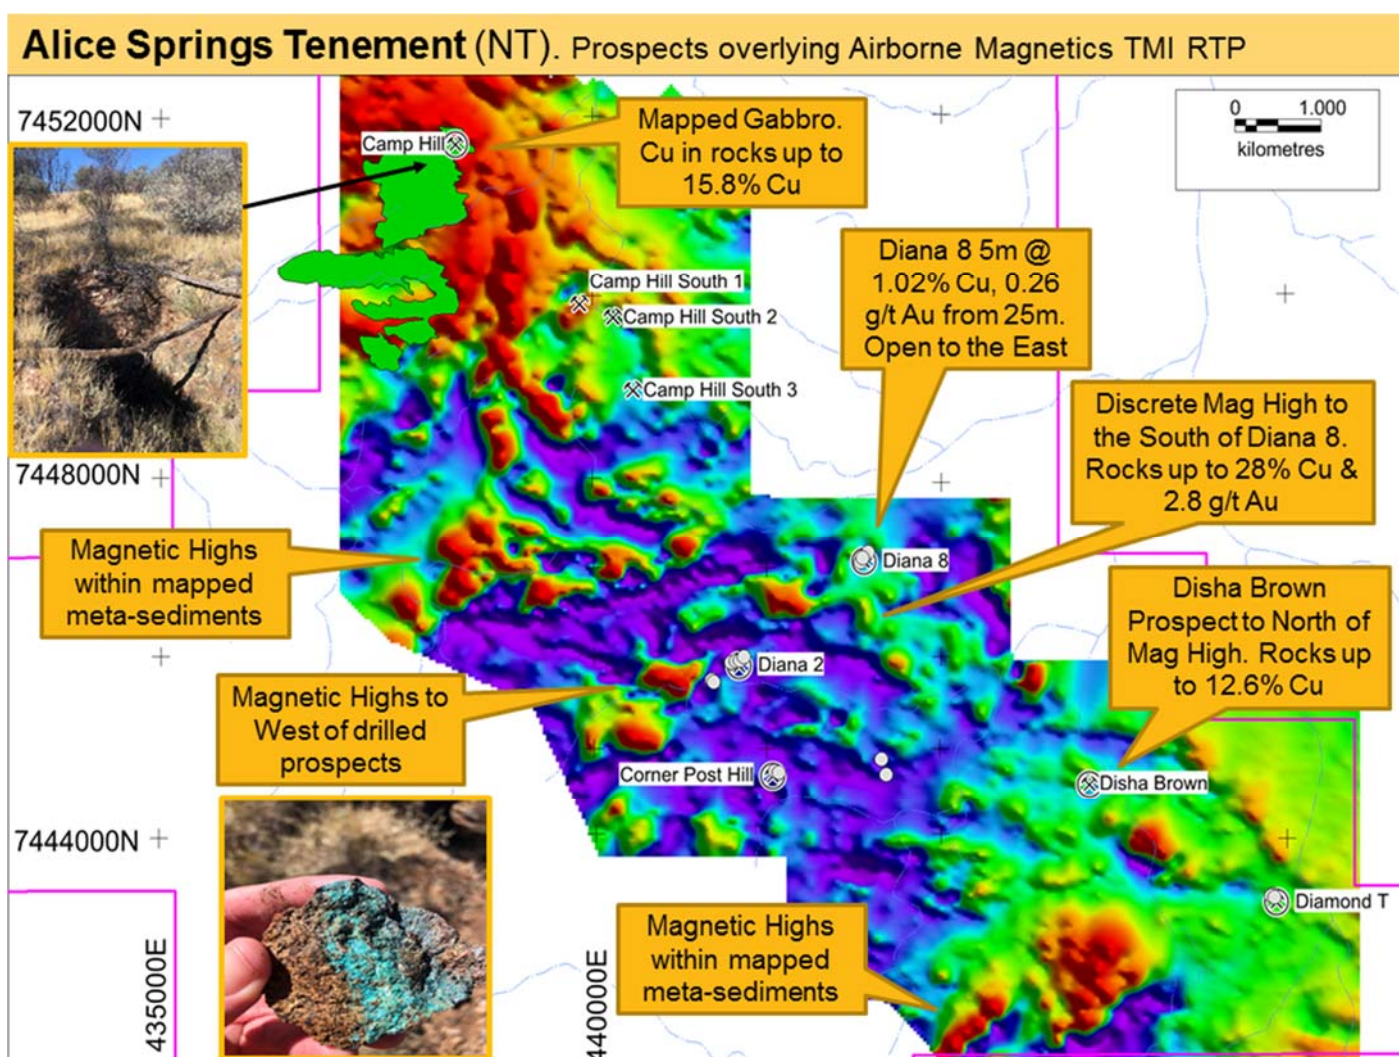 Alice Springs Tenement (NT). Prospects overlying Airborne Magnetics TMI RTP
7452000N
Camp Hill
Mapped Gabbro.
Cu in rocks up to
15.8% Cu
0 1.000
kilometres
Diana 8 5m @
1.02% Cu, 0.26
g/t Au from 25m.
Open to the East
Camp Hill South 1
Camp Hill South 2
Camp Hill South 3
Discrete Mag High to
the South of Diana 8.
Rocks up to 28% Cu &
2.8 g/t Au
7448000N
Magnetic Highs
within mapped
meta-sediments
Diana 8
Disha Brown
Prospect to North of
Mag High. Rocks up
to 12.6% Cu
Diana 2
Magnetic Highs to
West of drilled
prospects
Corner Post Hill
Disha Brown
7444000N
Diamond T
Magnetic Highs
within mapped
meta-sediments
435000E
440000E